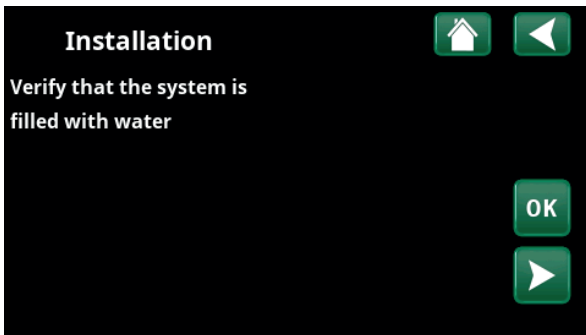 Installation
Verify that the system is
filled with water
OK